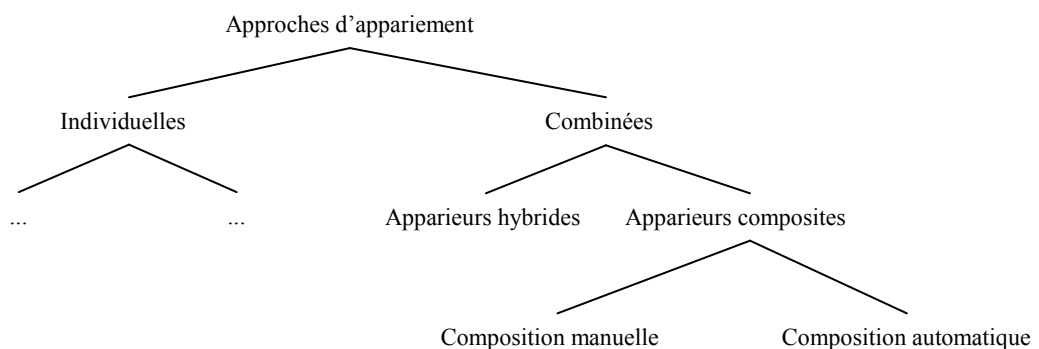 Approches d’appariement
Individuelles
Combinées
...
...
Apparieurs hybrides
Apparieurs composites
Composition manuelle
Composition automatique